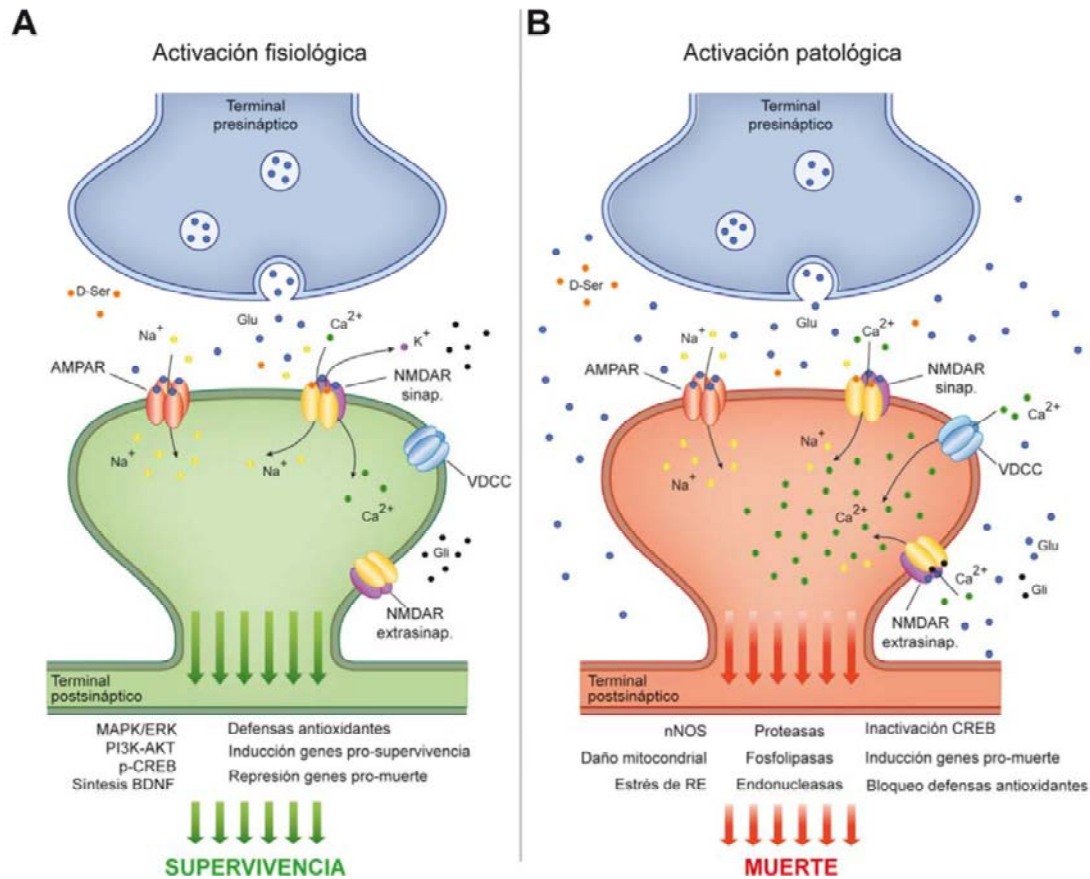 A
Activación fisiológica
Terminal
presináptico
D-Ser
Glu
Na+
Ca2+
K+
AMPAR
NMDAR
sinap.
Na+
Na+
Ca2+
VDCC
Gli
NMDAR
extrasinap.
Terminal
postsináptico
MAPK/ERK
PI3K-AKT
p-CREB
Síntesis BDNF
Defensas antioxidantes
Inducción genes pro-supervivencia
Represión genes pro-muerte
SUPERVIVENCIA
B
Activación patológica
Terminal
presináptico
D-Ser
Glu
Na+
Ca2+
AMPAR
NMDAR
sinap.
Ca2+
Na+
Na+
VDCC
Ca2+
Glu
Gli
Ca2+
NMDAR
extrasinap.
Terminal
postsináptico
nNOS
Daño mitocondrial
Estrés de RE
Proteasas
Fosfolipasas
Endonucleasas
Inactivación CREB
Inducción genes pro-muerte
Bloqueo defensas antioxidantes
MUERTE